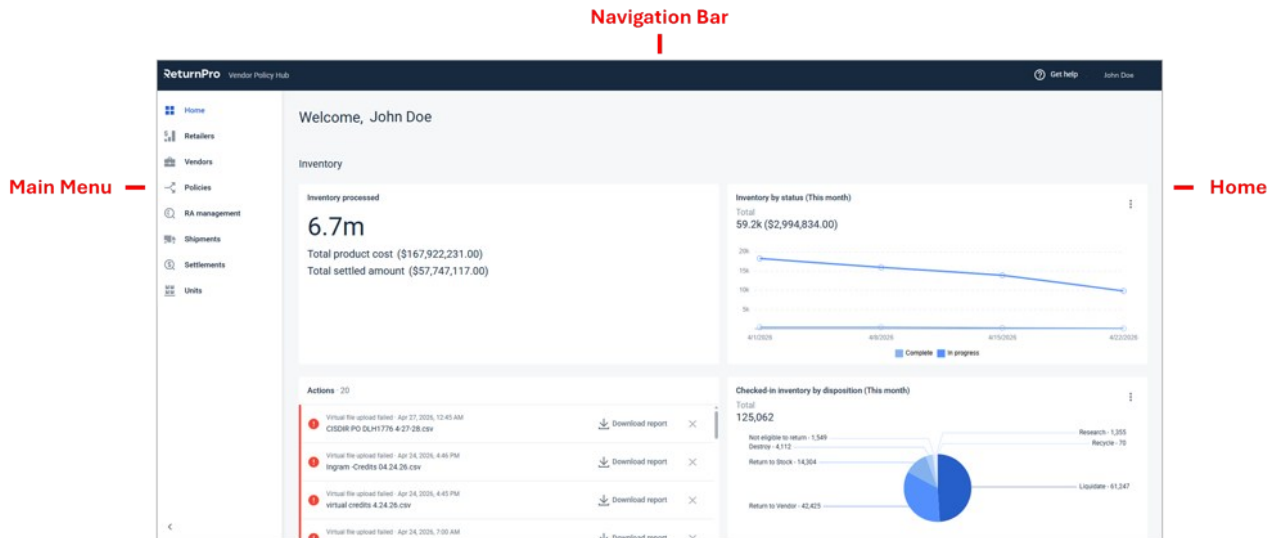 Navigation Bar
ReturnPro Vendor Policy Hub
Get help John Doe
Main Menu
Home
Home
Retailers
Vendors
Policies
RA management
Shipments
Settlements
Units
Welcome, John Doe
Inventory
Inventory processed
6.7m
Total product cost ($167,922,231.00)
Total settled amount ($57,747,117.00)
Inventory by status (This month)
Total
59.2k ($2,994,834.00)
20k
15k
10k
5k
4/1/2026 4/8/2026 4/15/2026 4/22/2026
Complete In progress
Actions · 20
Virtual file upload failed · Apr 27, 2026, 12:45 AM
CISDIR PO DLH1776 4-27-28.csv
Download report
Virtual file upload failed · Apr 24, 2026, 4:46 PM
Ingram -Credits 04.24.26.csv
Download report
Virtual file upload failed · Apr 24, 2026, 4:45 PM
virtual credits 4.24.26.csv
Download report
Virtual file upload failed · Apr 24, 2026, 7:00 AM
Download report
Checked-in inventory by disposition (This month)
Total
125,062
Not eligible to return - 1,549
Destroy - 4,112
Return to Stock - 14,304
Return to Vendor - 42,425
Research - 1,355
Recycle - 70
Liquidate - 61,247